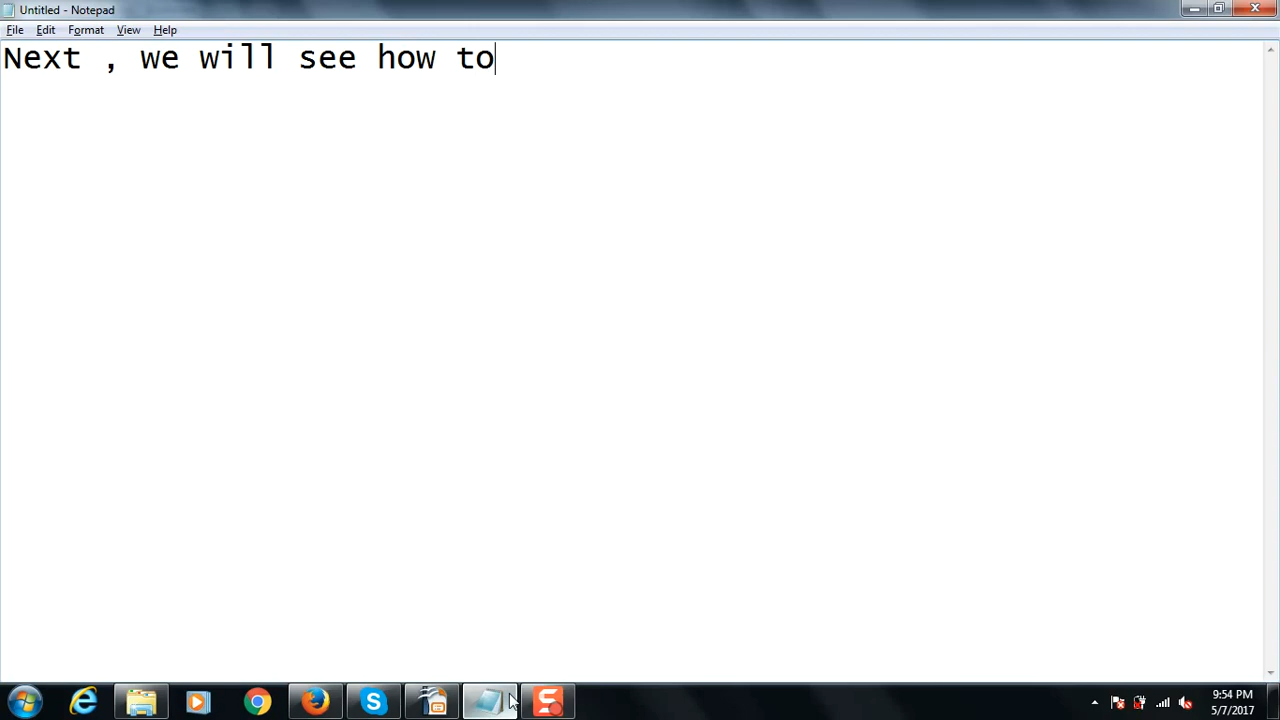 Untitled - Notepad
File Edit Format View Help
Next , we will see how to
9:54 PM
5/7/2017